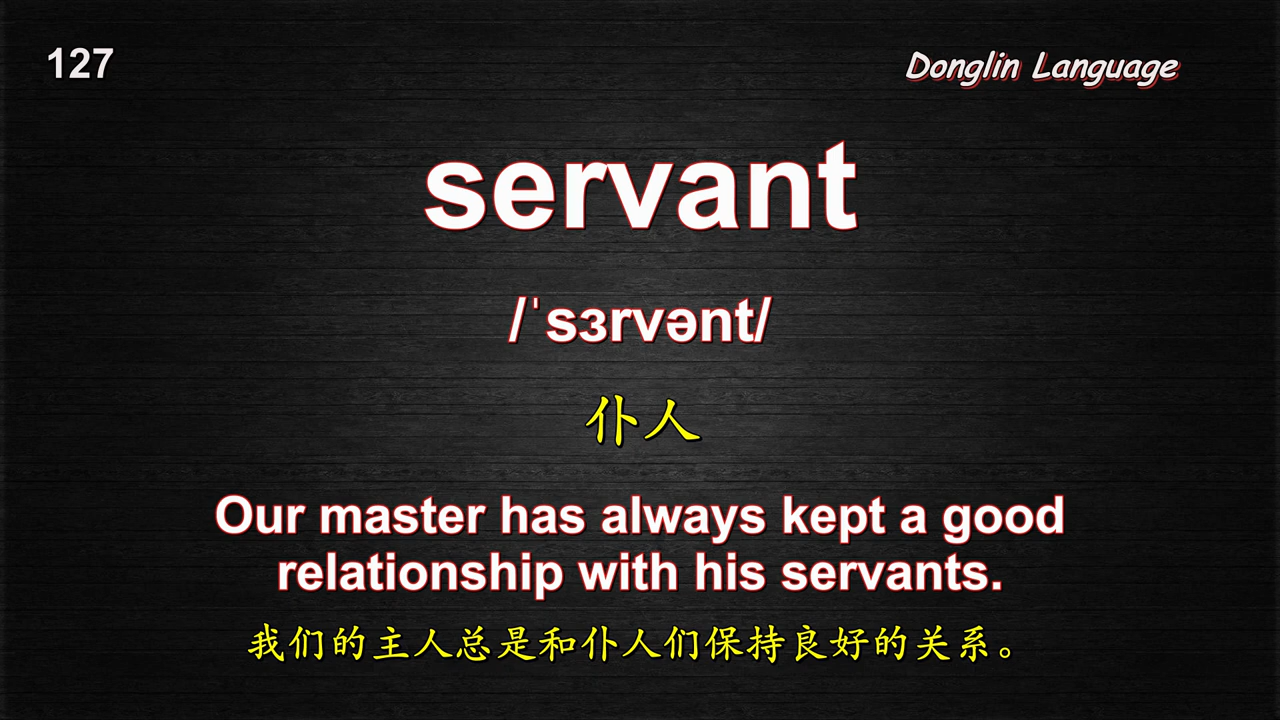 127
Donglin Language
servant
/ˈsɜrvənt/
仆人
Our master has always kept a good
relationship with his servants.
我们的主人总是和仆人们保持良好的关系。